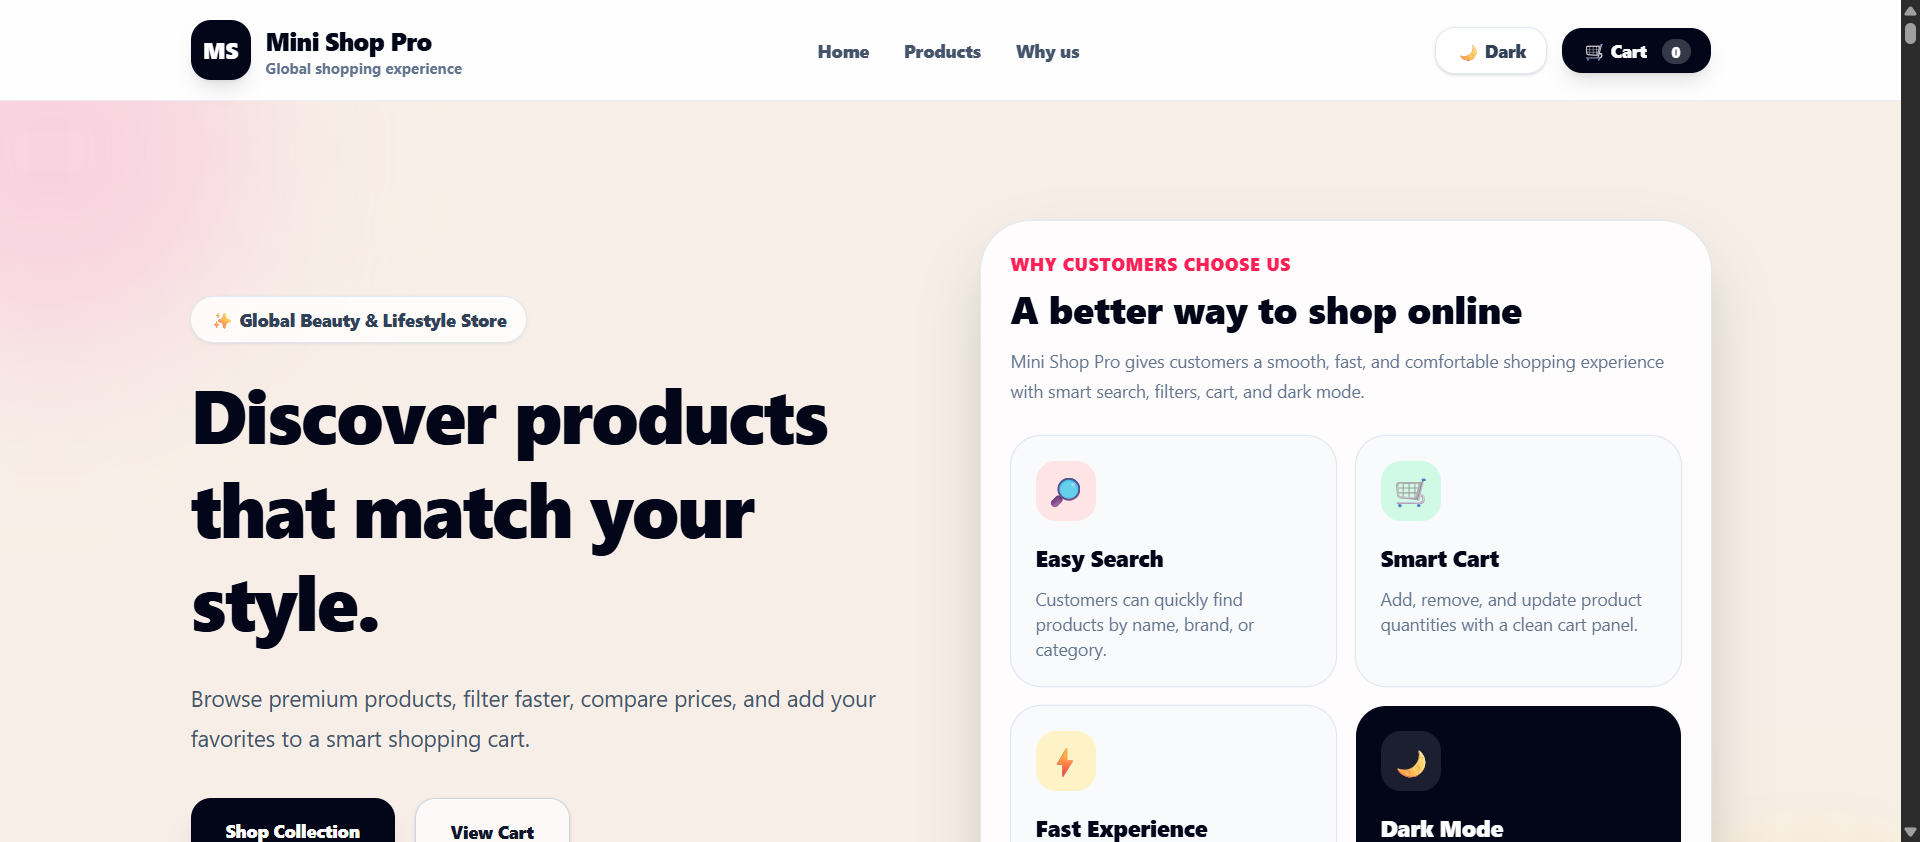 MS
Mini Shop Pro
Global shopping experience
Home
Products
Why us
🌙 Dark
🛒 Cart 0
✨ Global Beauty & Lifestyle Store
Discover products
that match your
style.
Browse premium products, filter faster, compare prices, and add your
favorites to a smart shopping cart.
Shop Collection
View Cart
WHY CUSTOMERS CHOOSE US
A better way to shop online
Mini Shop Pro gives customers a smooth, fast, and comfortable shopping experience
with smart search, filters, cart, and dark mode.
Easy Search
Customers can quickly find
products by name, brand, or
category.
Smart Cart
Add, remove, and update product
quantities with a clean cart panel.
Fast Experience
Dark Mode